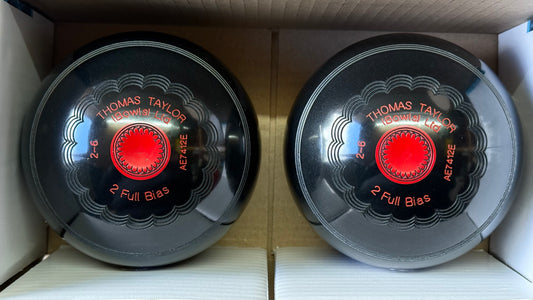 THOMAS TAYLOR
(Bowls) Ltd
2-6
AE7412E
2 Full Bias
THOMAS TAYLOR
(Bowls) Ltd
2-6
AE7412E
2 Full Bias